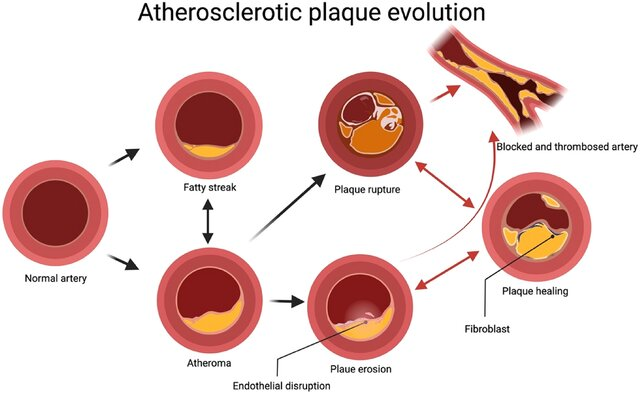 Atherosclerotic plaque evolution
Fatty streak
Plaque rupture
Blocked and thrombosed artery
Normal artery
Plaque healing
Fibroblast
Atheroma
Plaue erosion
Endothelial disruption